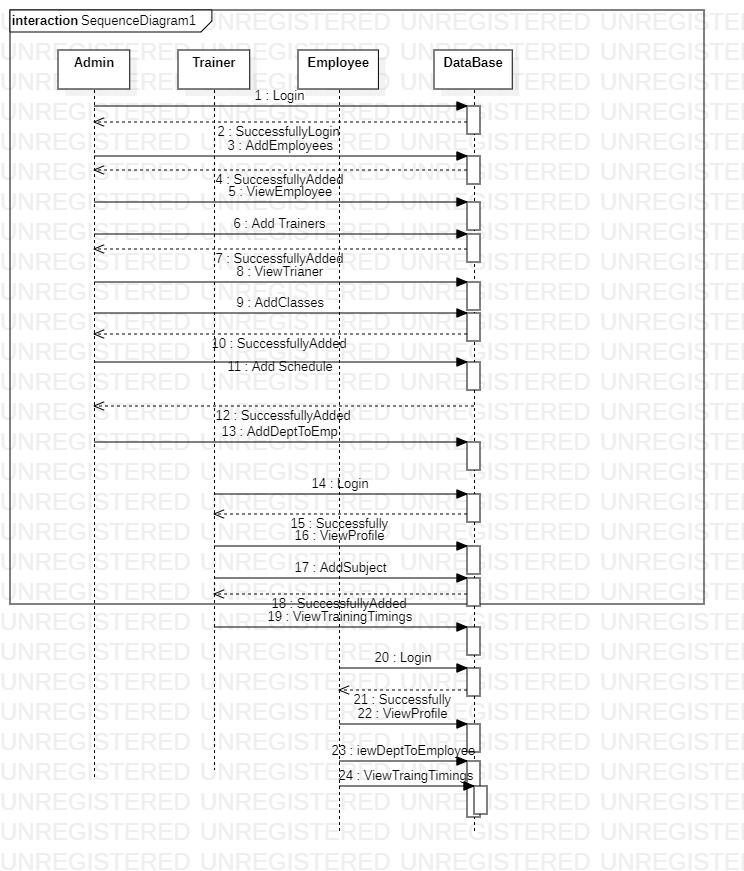 interaction SequenceDiagram1
Admin
Trainer
Employee
DataBase
1 : Login
2 : SuccessfullyLogin
3 : AddEmployees
4 : SuccessfullyAdded
5 : ViewEmployee
6 : Add Trainers
7 : SuccessfullyAdded
8 : ViewTrianer
9 : AddClasses
10 : SuccessfullyAdded
11 : Add Schedule
12 : SuccessfullyAdded
13 : AddDeptToEmp
14 : Login
15 : Successfully
16 : ViewProfile
17 : AddSubject
18 : SuccessfullyAdded
19 : ViewTrainingTimings
20 : Login
21 : Successfully
22 : ViewProfile
23 : iewDeptToEmployee
24 : ViewTraingTimings
UNREGISTERED